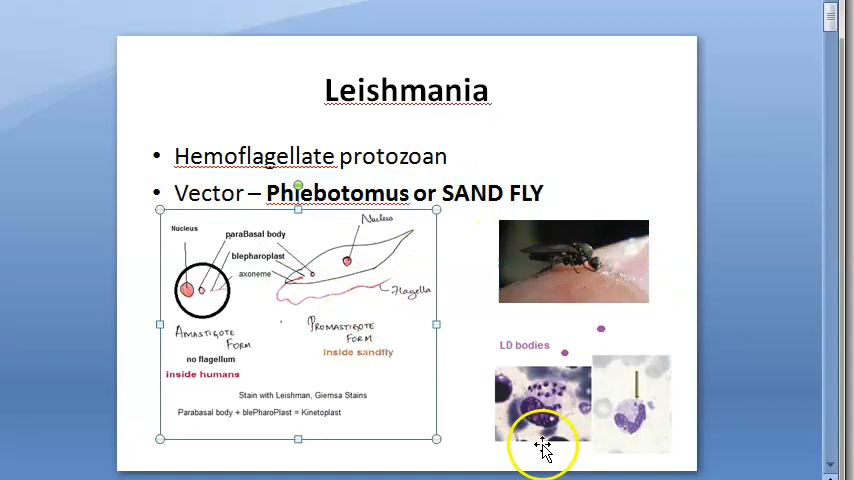 Leishmania
• Hemoflagellate protozoan
• Vector – Phlebotomus or SAND FLY
Nucleus
paraBasal body
blepharoplast
axoneme
Nucleus
Flagella
AMASTIGOTE
FORM
no flagellum
inside humans
PROMASTIGOTE
FORM
inside sandfly
Stain with Leishman, Giemsa Stains
Parabasal body + blePharoPlast = Kinetoplast
LD bodies